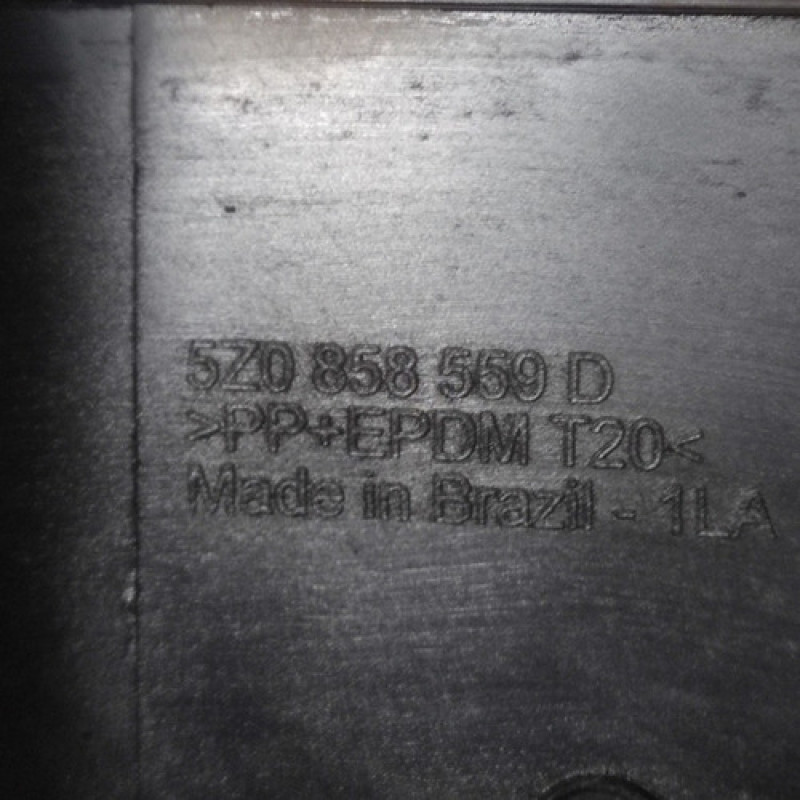 5Z0 858 559 D
>PP+EPDM T20<
Made in Brazil - 1LA